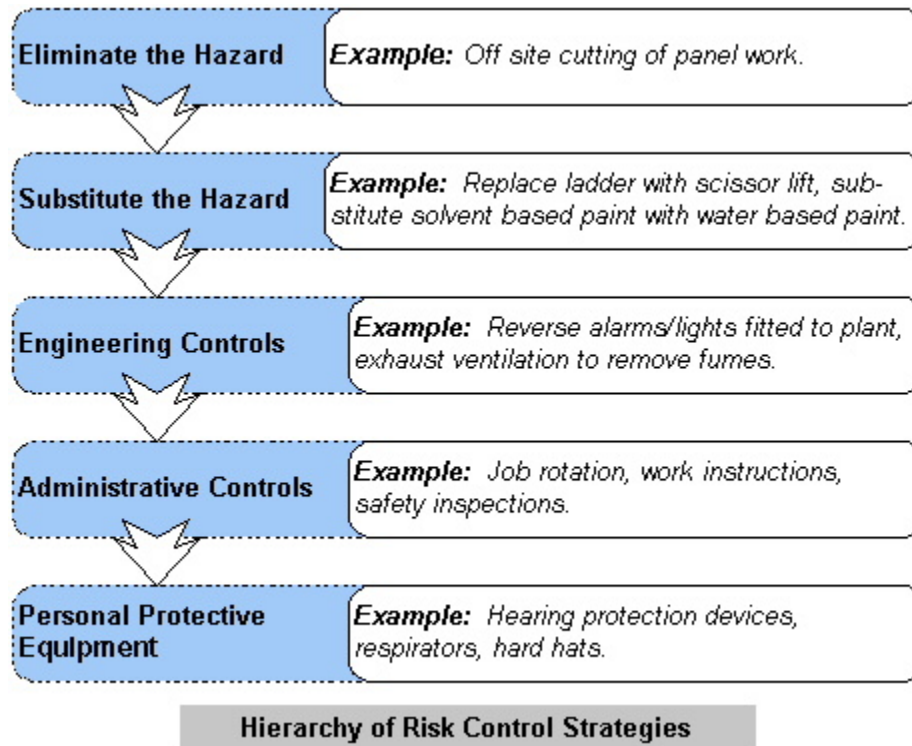 Eliminate the Hazard
Example: Off site cutting of panel work.
Substitute the Hazard
Example: Replace ladder with scissor lift, sub-
stitute solvent based paint with water based paint.
Engineering Controls
Example: Reverse alarms/lights fitted to plant,
exhaust ventilation to remove fumes.
Administrative Controls
Example: Job rotation, work instructions,
safety inspections.
Personal Protective
Equipment
Example: Hearing protection devices,
respirators, hard hats.
Hierarchy of Risk Control Strategies